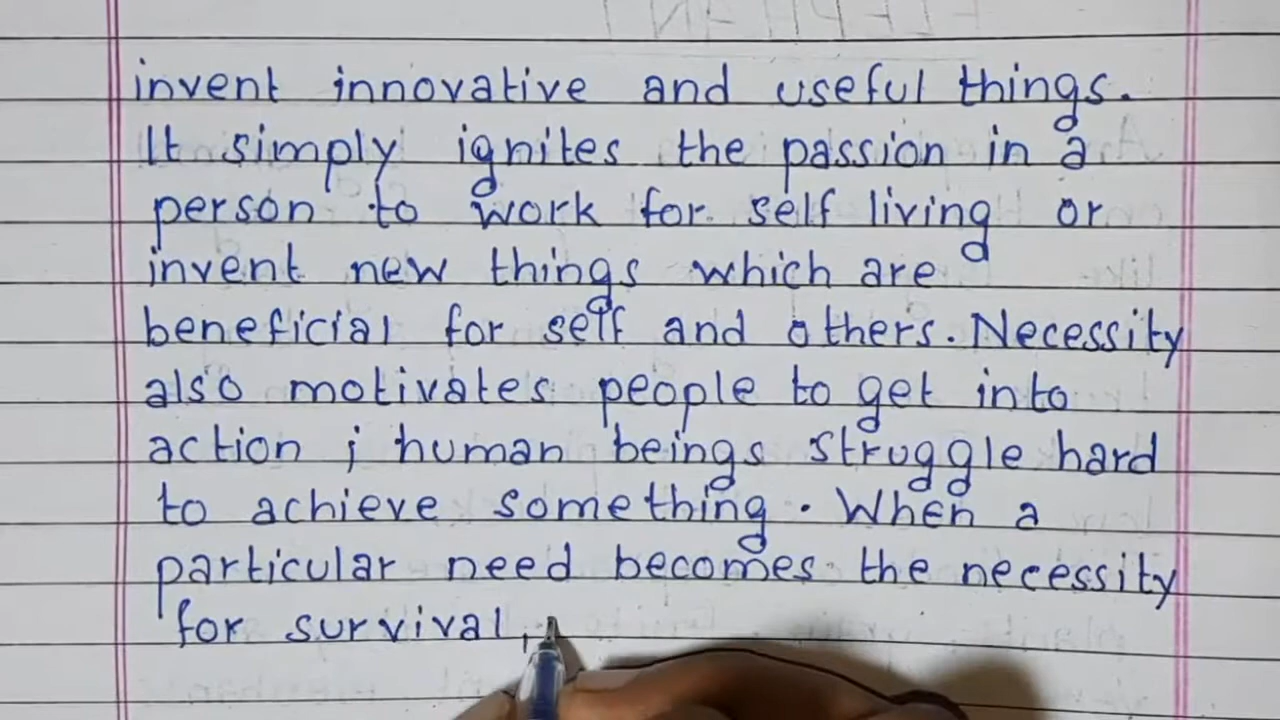 invent innovative and useful things.
It simply ignites the passion in a
person to work for self living or
invent new things which are
beneficial for self and others. Necessity
also motivates people to get into
action ; human beings struggle hard
to achieve something. When a
particular need becomes the necessity
for survival,